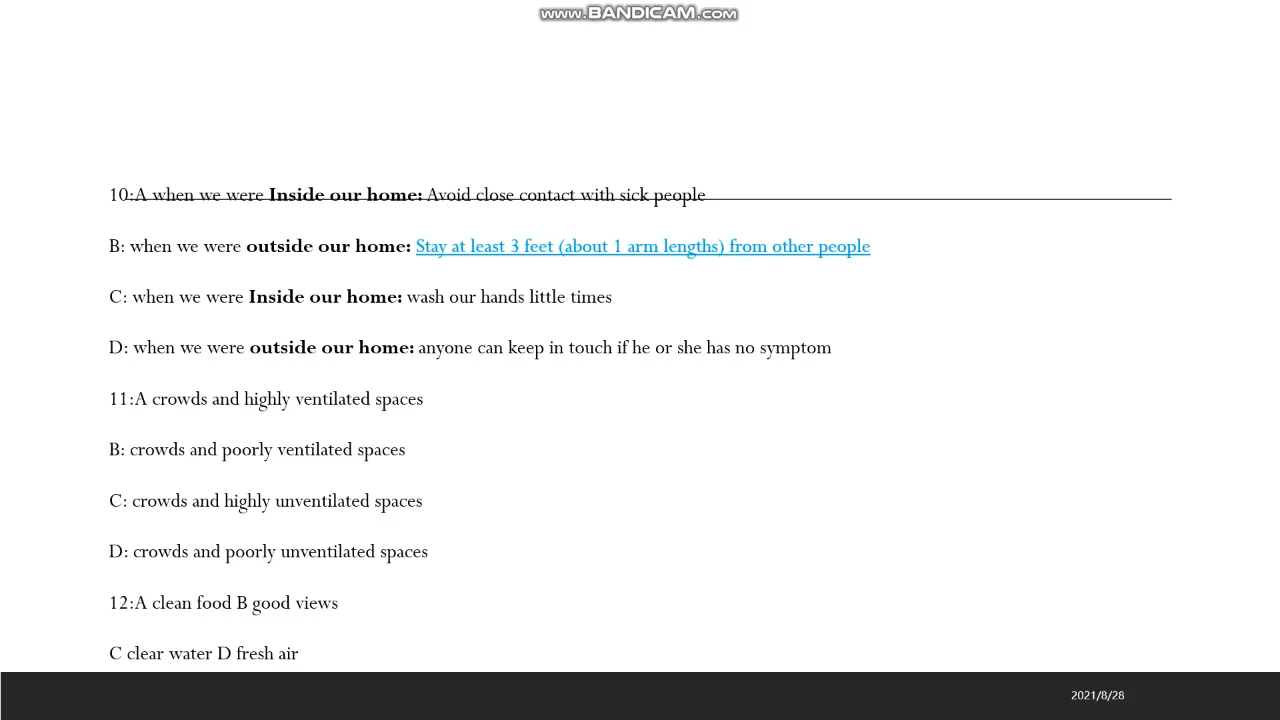 www.BANDICAM.com
10:A when we were Inside our home: Avoid close contact with sick people
B: when we were outside our home: Stay at least 3 feet (about 1 arm lengths) from other people
C: when we were Inside our home: wash our hands little times
D: when we were outside our home: anyone can keep in touch if he or she has no symptom
11:A crowds and highly ventilated spaces
B: crowds and poorly ventilated spaces
C: crowds and highly unventilated spaces
D: crowds and poorly unventilated spaces
12:A clean food B good views
C clear water D fresh air
2021/8/28